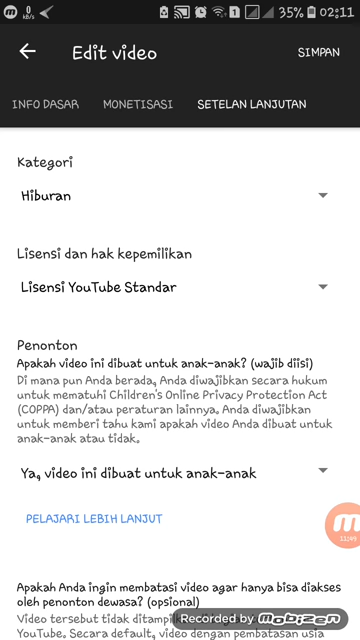 0
KB/s
1
35%
02:11
Edit video
SIMPAN
INFO DASAR
MONETISASI
SETELAN LANJUTAN
Kategori
Hiburan
Lisensi dan hak kepemilikan
Lisensi YouTube Standar
Penonton
Apakah video ini dibuat untuk anak-anak? (wajib diisi)
Di mana pun Anda berada, Anda diwajibkan secara hukum
untuk mematuhi Children's Online Privacy Protection Act
(COPPA) dan/atau peraturan lainnya. Anda diwajibkan
untuk memberi tahu kami apakah video Anda dibuat untuk
anak-anak atau tidak.
Ya, video ini dibuat untuk anak-anak
PELAJARI LEBIH LANJUT
11:49
Apakah Anda ingin membatasi video agar hanya bisa diakses
oleh penonton dewasa? (opsional)
Video tersebut tidak ditampilkan
Recorded by MOBIZEN
YouTube. Secara default, video dengan pembatasan usia